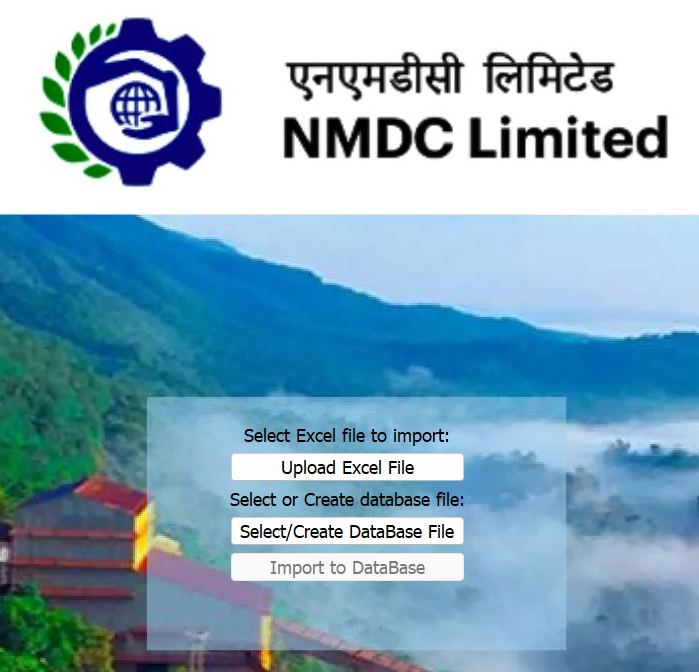 एनएमडीसी लिमिटेड
NMDC Limited
Select Excel file to import:
Upload Excel File
Select or Create database file:
Select/Create DataBase File
Import to DataBase